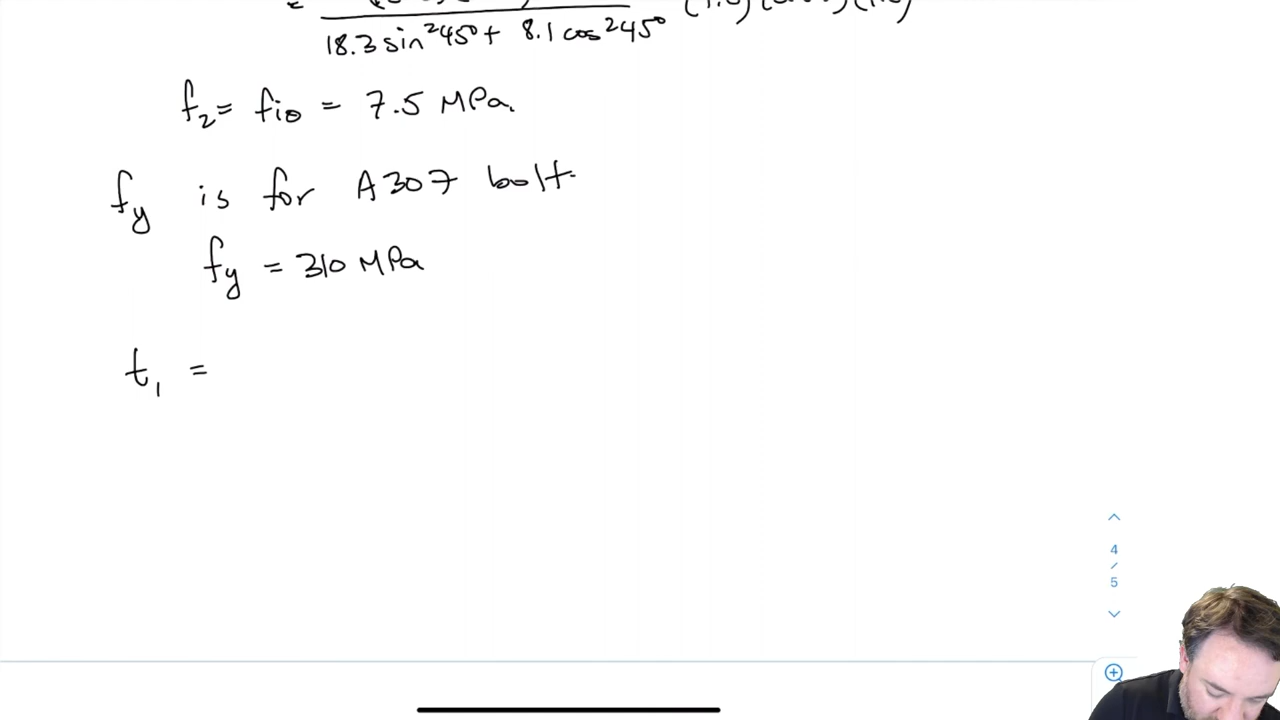 =
18.3 sin²45° + 8.1 cos²45°
f₂ = fiθ = 7.5 MPa.
fy is for A307 bolt.
fy = 310 MPa
t₁ =
4
/
5